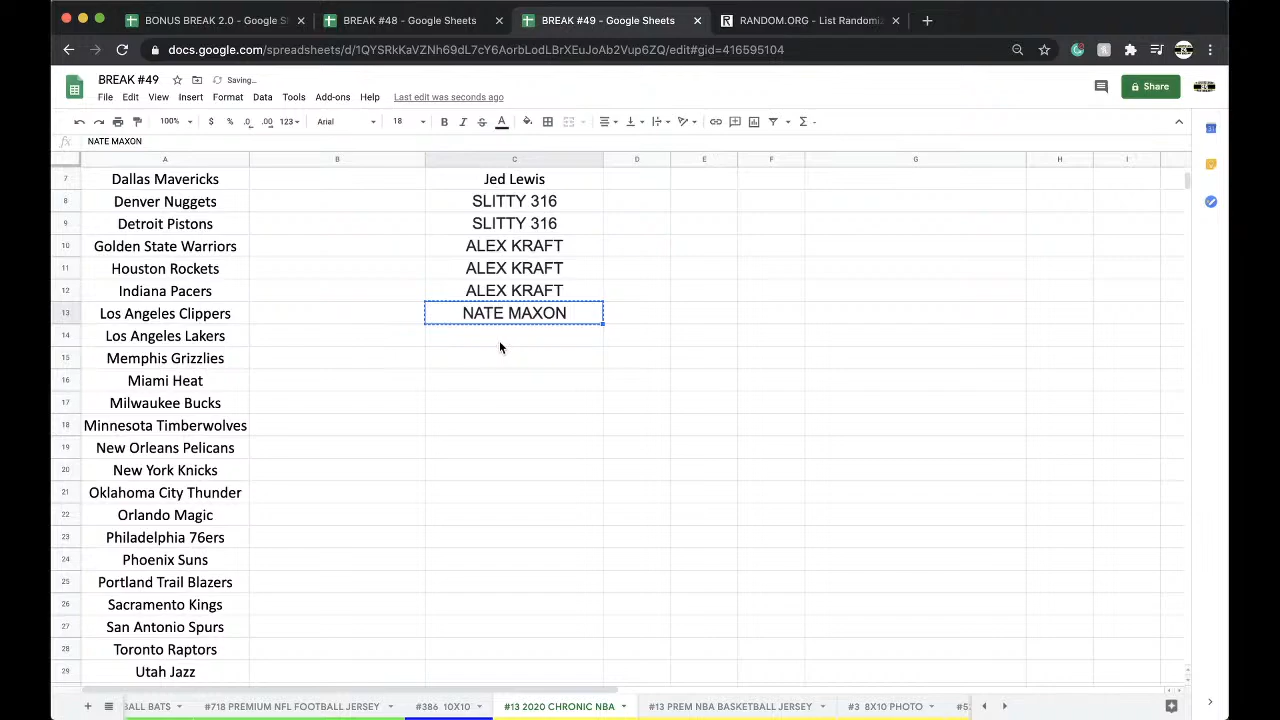 BONUS BREAK 2.0 - Google S
BREAK #48 - Google Sheets
BREAK #49 - Google Sheets
RANDOM.ORG - List Randomi
docs.google.com/spreadsheets/d/1QYSRkKaVZNh69dL7cY6AorbLodLBrXEuJoAb2Vup6ZQ/edit#gid=416595104
BREAK #49
Saving...
File Edit View Insert Format Data Tools Add-ons Help Last edit was seconds ago
Share
100% $ % .0 .00 123 Arial 18 B I S A
fx NATE MAXON
A B C D E F G H I
7 Dallas Mavericks Jed Lewis
8 Denver Nuggets SLITTY 316
9 Detroit Pistons SLITTY 316
10 Golden State Warriors ALEX KRAFT
11 Houston Rockets ALEX KRAFT
12 Indiana Pacers ALEX KRAFT
13 Los Angeles Clippers NATE MAXON
14 Los Angeles Lakers
15 Memphis Grizzlies
16 Miami Heat
17 Milwaukee Bucks
18 Minnesota Timberwolves
19 New Orleans Pelicans
20 New York Knicks
21 Oklahoma City Thunder
22 Orlando Magic
23 Philadelphia 76ers
24 Phoenix Suns
25 Portland Trail Blazers
26 Sacramento Kings
27 San Antonio Spurs
28 Toronto Raptors
29 Utah Jazz
BALL BATS #718 PREMIUM NFL FOOTBALL JERSEY #386 10X10 #13 2020 CHRONIC NBA #13 PREM NBA BASKETBALL JERSEY #3 8X10 PHOTO #5